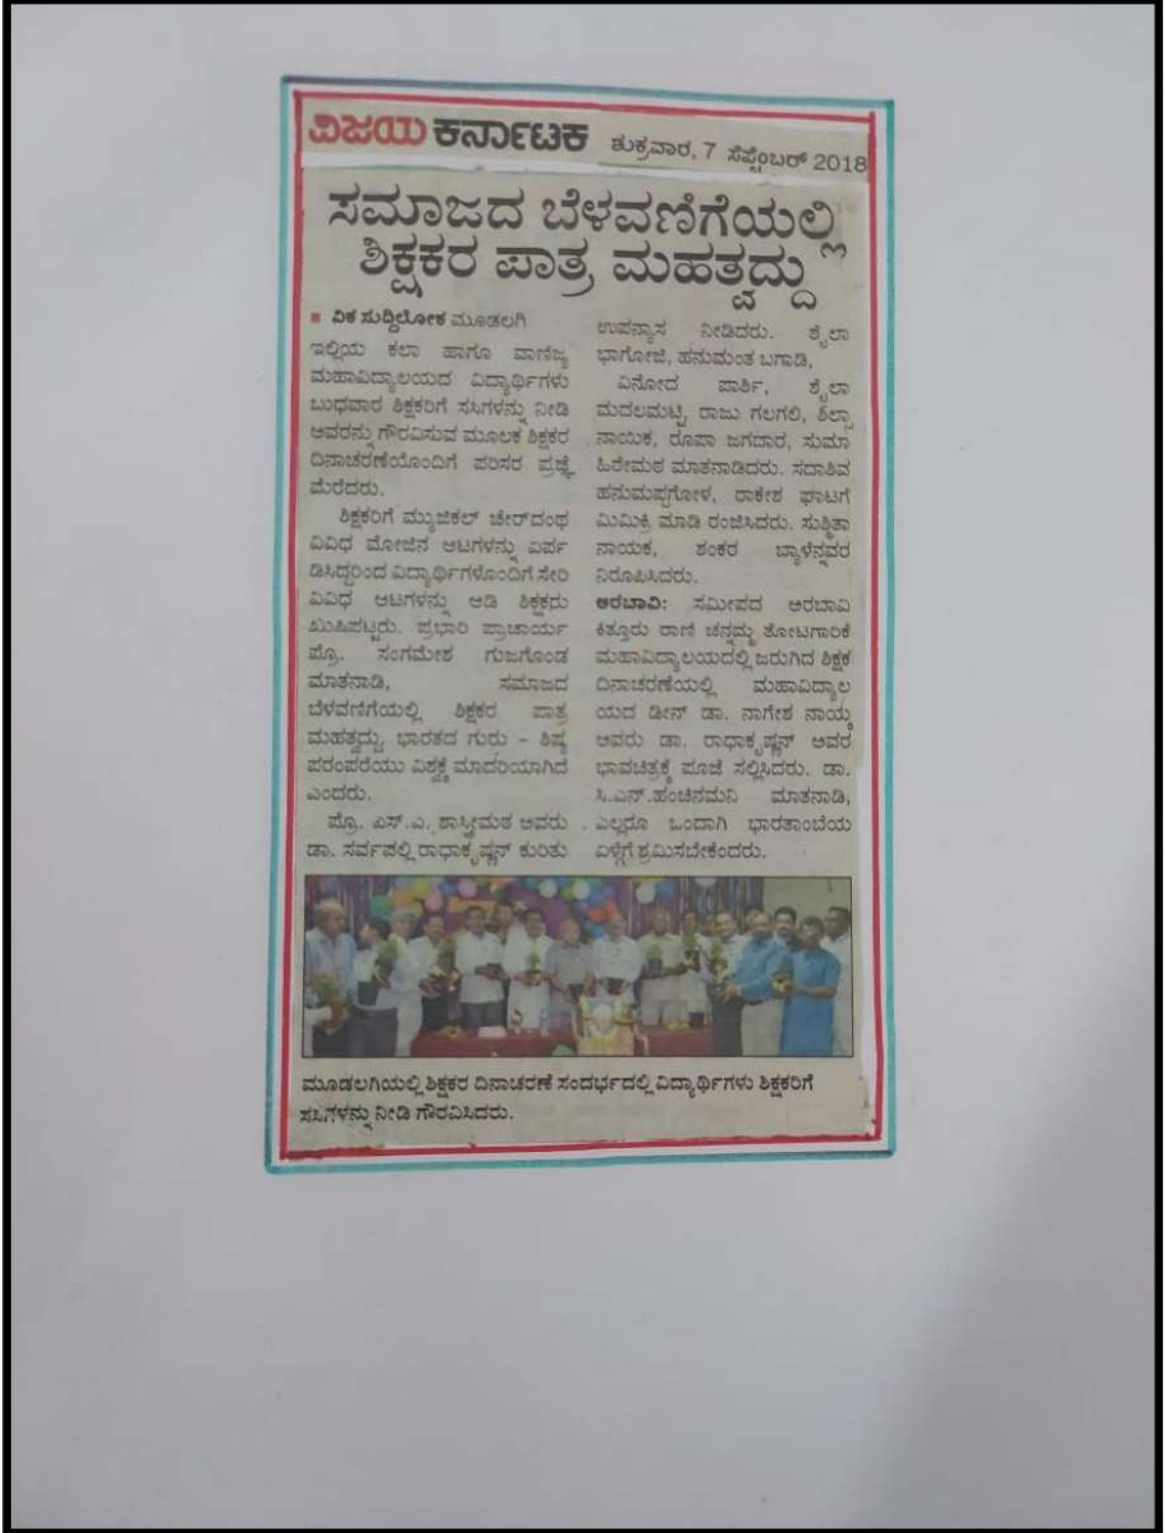 ವಿಜಯ ಕರ್ನಾಟಕ ಶುಕ್ರವಾರ, 7 ಸೆಪ್ಟೆಂಬರ್ 2018
ಸಮಾಜದ ಬೆಳವಣಿಗೆಯಲ್ಲಿ
ಶಿಕ್ಷಕರ ಪಾತ್ರ ಮಹತ್ವದ್ದು
ವಿಕ ಸುದ್ದಿಲೋಕ ಮೂಡಲಗಿ
ಇಲ್ಲಿಯ ಕಲಾ ಹಾಗೂ ವಾಣಿಜ್ಯ
ಮಹಾವಿದ್ಯಾಲಯದ ವಿದ್ಯಾರ್ಥಿಗಳು
ಬುಧವಾರ ಶಿಕ್ಷಕರಿಗೆ ಸಸಿಗಳನ್ನು ನೀಡಿ
ಅವರನ್ನು ಗೌರವಿಸುವ ಮೂಲಕ ಶಿಕ್ಷಕರ
ದಿನಾಚರಣೆಯೊಂದಿಗೆ ಪರಿಸರ ಪ್ರಜ್ಞೆ
ಮೆರೆದರು.
ಶಿಕ್ಷಕರಿಗೆ ಮ್ಯುಜಿಕಲ್ ಚೇರ್‌ದಂಥ
ವಿವಿಧ ಮೋಜಿನ ಆಟಗಳನ್ನು ಏರ್ಪ
ಡಿಸಿದ್ದರಿಂದ ವಿದ್ಯಾರ್ಥಿಗಳೊಂದಿಗೆ ಸೇರಿ
ವಿವಿಧ ಆಟಗಳನ್ನು ಆಡಿ ಶಿಕ್ಷಕರು
ಖುಷಿಪಟ್ಟರು. ಪ್ರಭಾರಿ ಪ್ರಾಚಾರ್ಯ
ಪ್ರೊ. ಸಂಗಮೇಶ ಗುಜಗೊಂಡ
ಮಾತನಾಡಿ, ಸಮಾಜದ
ಬೆಳವಣಿಗೆಯಲ್ಲಿ ಶಿಕ್ಷಕರ ಪಾತ್ರ
ಮಹತ್ವದ್ದು. ಭಾರತದ ಗುರು – ಶಿಷ್ಯ
ಪರಂಪರೆಯು ವಿಶ್ವಕ್ಕೆ ಮಾದರಿಯಾಗಿದೆ
ಎಂದರು.
ಪ್ರೊ. ಎಸ್.ಎ. ಶಾಸ್ತ್ರೀಮಠ ಅವರು
ಡಾ. ಸರ್ವಪಲ್ಲಿ ರಾಧಾಕೃಷ್ಣನ್ ಕುರಿತು
ಉಪನ್ಯಾಸ ನೀಡಿದರು. ಶೈಲಾ
ಭಾಗೋಜಿ, ಹನುಮಂತ ಬಗಾಡಿ,
ವಿನೋದ ಪಾರ್ಶಿ, ಶೈಲಾ
ಮದಲಮಟ್ಟಿ, ರಾಜು ಗಲಗಲಿ, ಶಿಲ್ಪಾ
ನಾಯಿಕ, ರೂಪಾ ಜಗದಾರ, ಸುಮಾ
ಹಿರೇಮಠ ಮಾತನಾಡಿದರು. ಸದಾಶಿವ
ಹನುಮಪ್ಪಗೋಳ, ರಾಕೇಶ ಘಾಟಗೆ
ಮಿಮಿಕ್ರಿ ಮಾಡಿ ರಂಜಿಸಿದರು. ಸುಶ್ಮಿತಾ
ನಾಯಕ, ಶಂಕರ ಬ್ಯಾಳೆನ್ನವರ
ನಿರೂಪಿಸಿದರು.
ಅರಬಾವಿ: ಸಮೀಪದ ಅರಬಾವಿ
ಕಿತ್ತೂರು ರಾಣಿ ಚನ್ನಮ್ಮ ತೋಟಗಾರಿಕೆ
ಮಹಾವಿದ್ಯಾಲಯದಲ್ಲಿ ಜರುಗಿದ ಶಿಕ್ಷಕ
ದಿನಾಚರಣೆಯಲ್ಲಿ ಮಹಾವಿದ್ಯಾಲ
ಯದ ಡೀನ್ ಡಾ. ನಾಗೇಶ ನಾಯ್ಕ
ಅವರು ಡಾ. ರಾಧಾಕೃಷ್ಣನ್ ಅವರ
ಭಾವಚಿತ್ರಕ್ಕೆ ಪೂಜೆ ಸಲ್ಲಿಸಿದರು. ಡಾ.
ಸಿ.ಎನ್.ಹಂಚಿನಮನಿ ಮಾತನಾಡಿ,
ಎಲ್ಲರೂ ಒಂದಾಗಿ ಭಾರತಾಂಬೆಯ
ಏಳ್ಗೆಗೆ ಶ್ರಮಿಸಬೇಕೆಂದರು.
ಮೂಡಲಗಿಯಲ್ಲಿ ಶಿಕ್ಷಕರ ದಿನಾಚರಣೆ ಸಂದರ್ಭದಲ್ಲಿ ವಿದ್ಯಾರ್ಥಿಗಳು ಶಿಕ್ಷಕರಿಗೆ
ಸಸಿಗಳನ್ನು ನೀಡಿ ಗೌರವಿಸಿದರು.